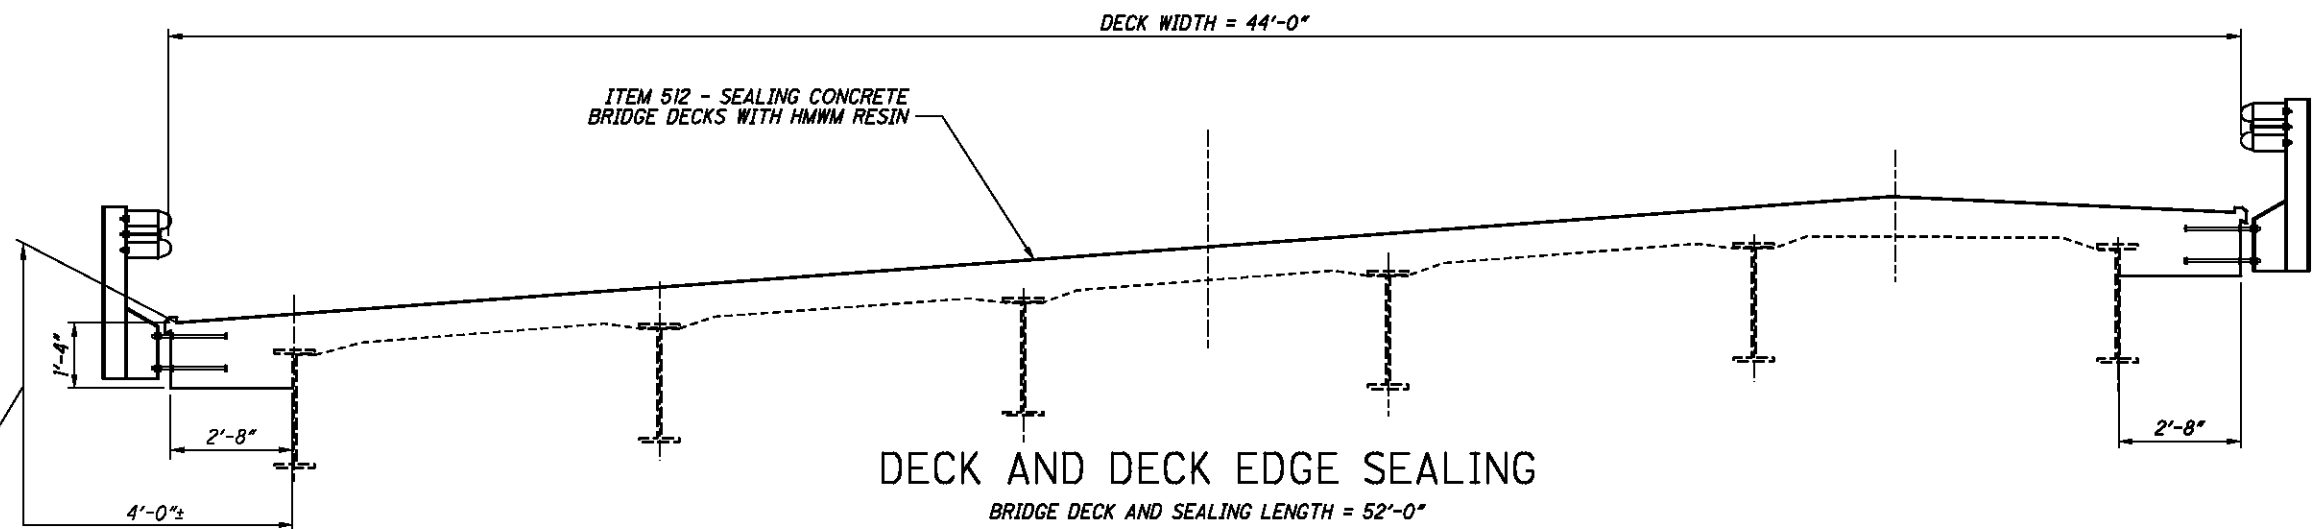 DECK WIDTH = 44'-0"
ITEM 512 - SEALING CONCRETE
BRIDGE DECKS WITH HMWM RESIN
1'-4"
2'-8"
2'-8"
4'-0"±
DECK AND DECK EDGE SEALING
BRIDGE DECK AND SEALING LENGTH = 52'-0"